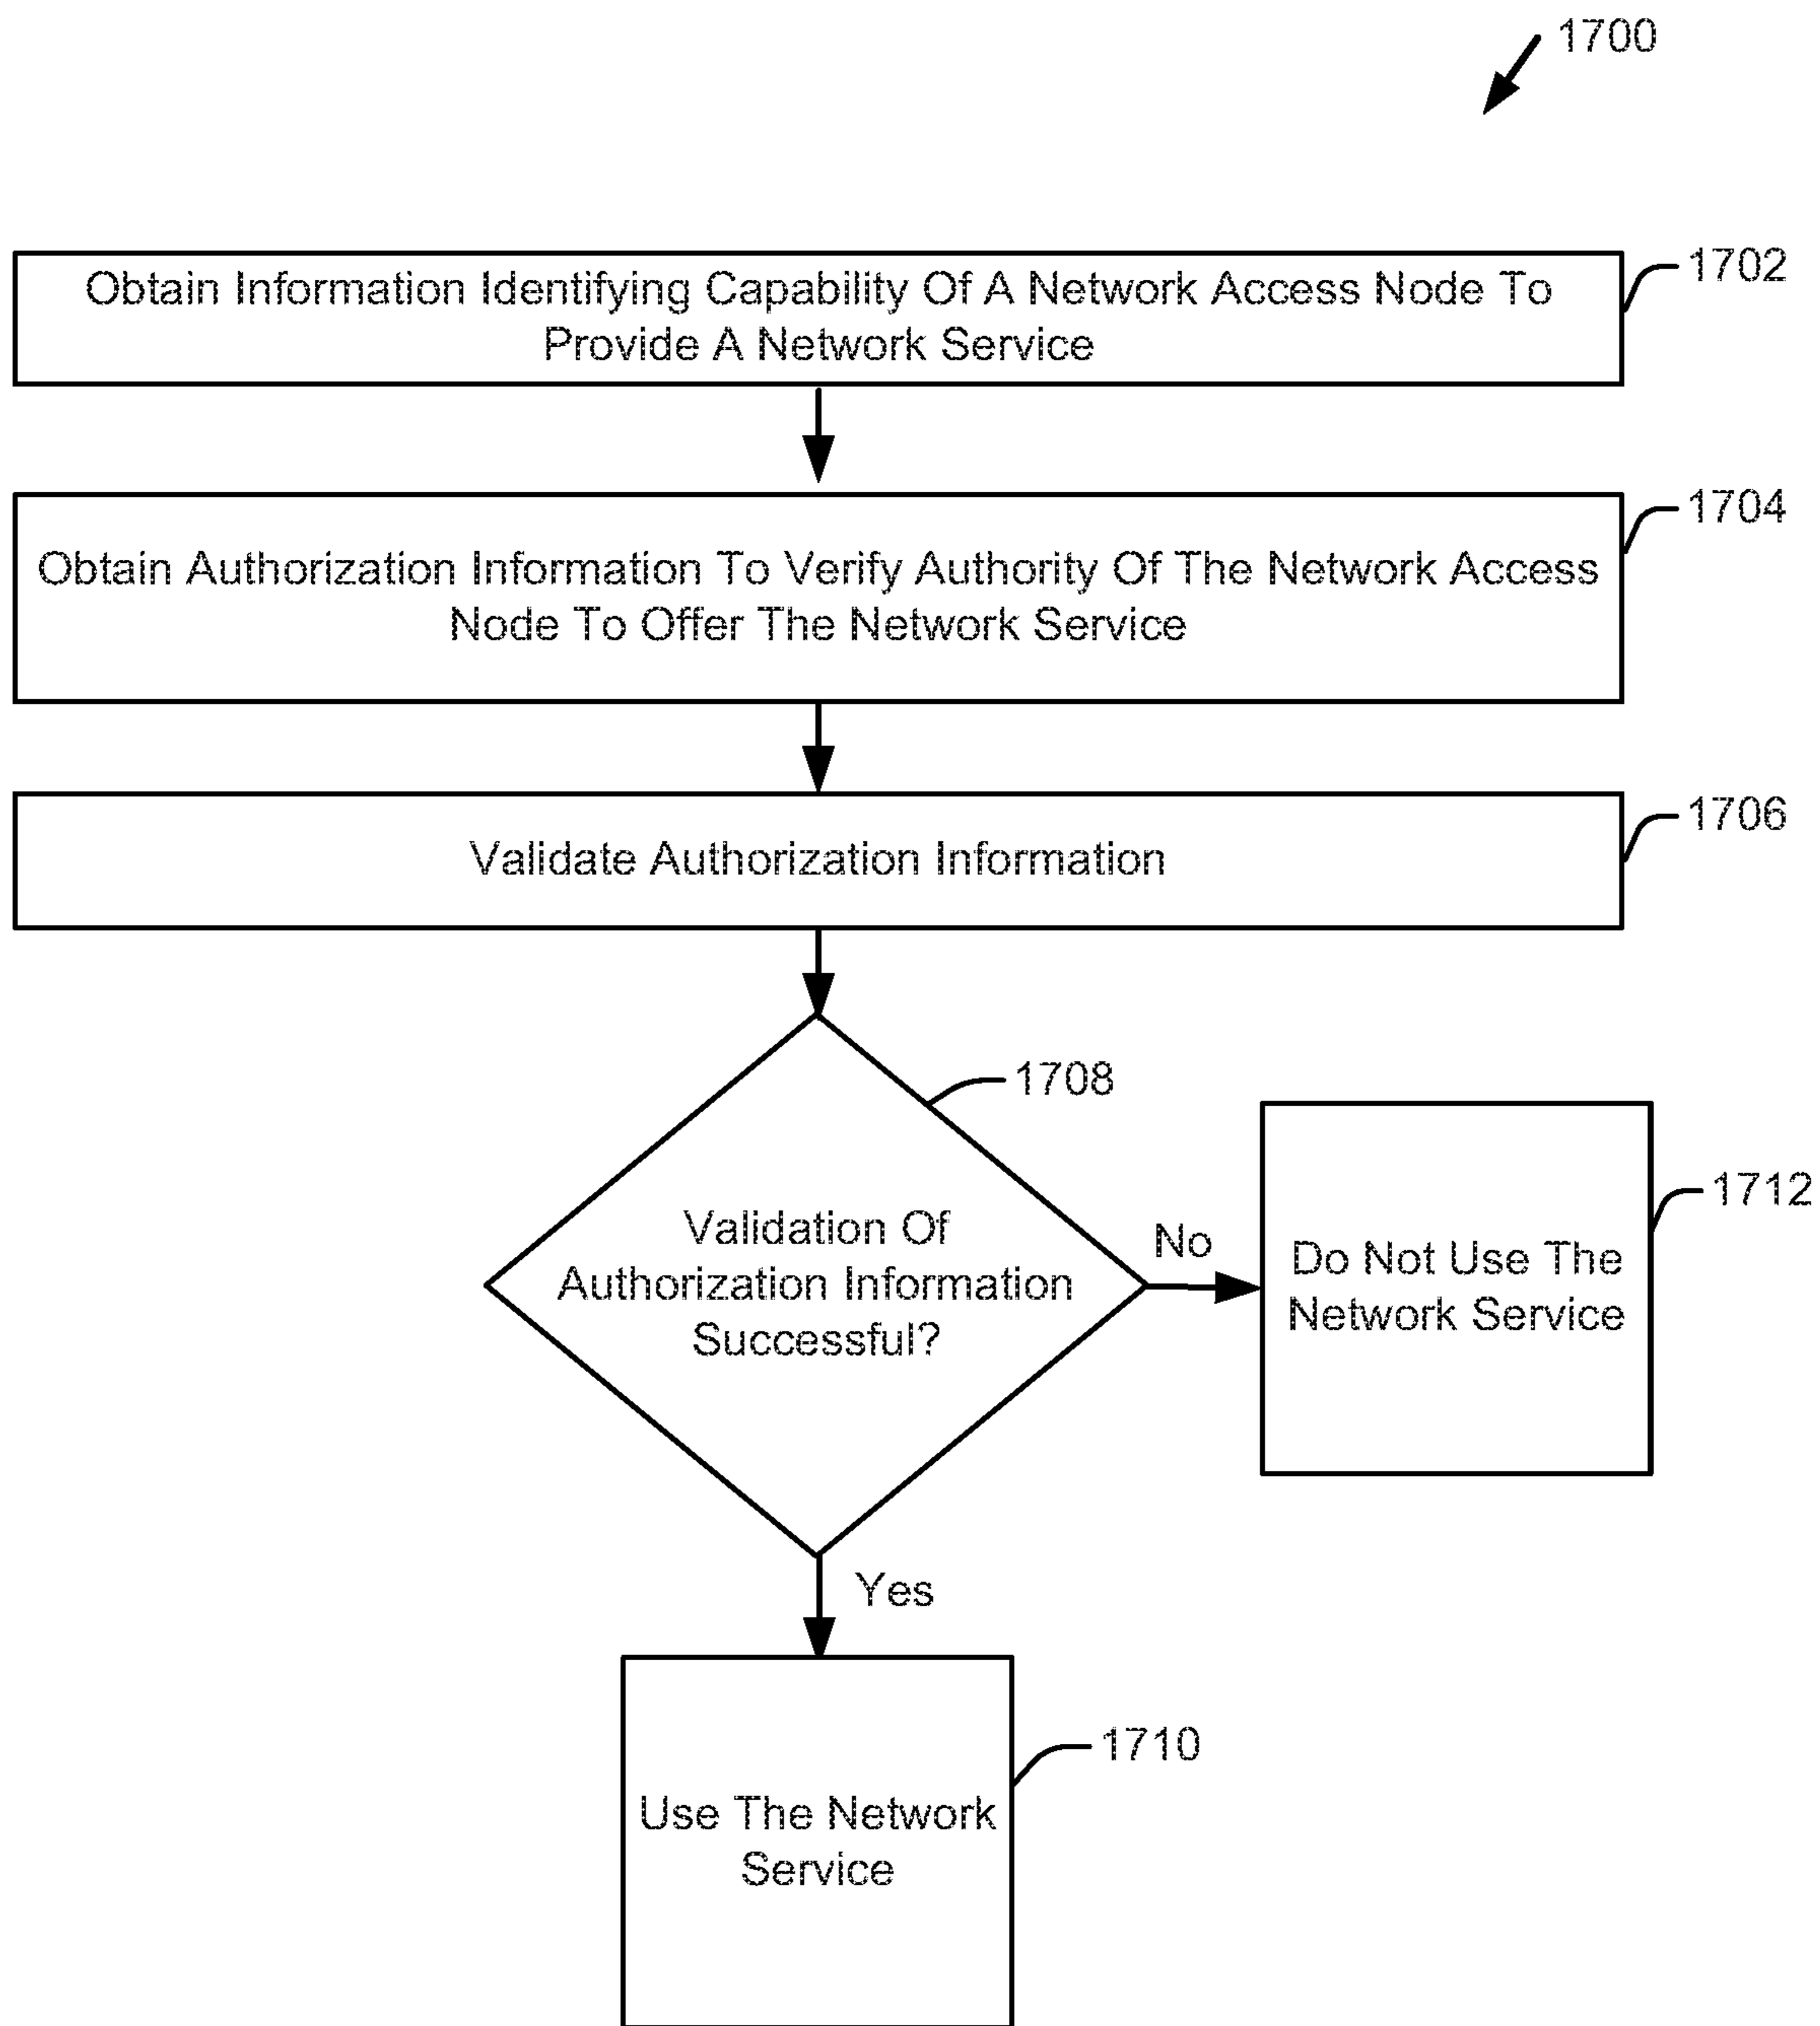 1700
Obtain Information Identifying Capability Of A Network Access Node To
Provide A Network Service
1702
Obtain Authorization Information To Verify Authority Of The Network Access
Node To Offer The Network Service
1704
Validate Authorization Information
1706
1708
Validation Of
Authorization Information
Successful?
No
Do Not Use The
Network Service
1712
Yes
Use The Network
Service
1710